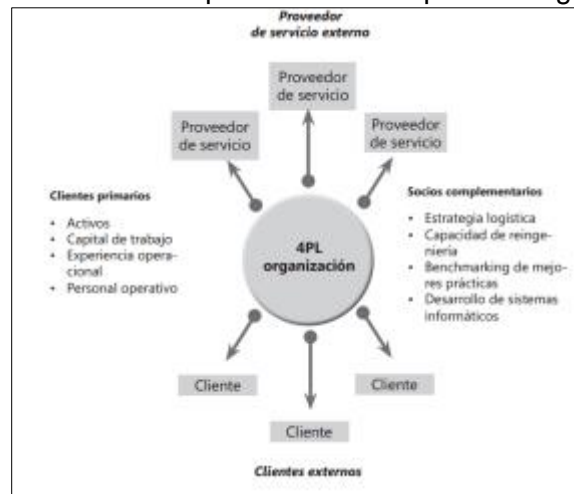 Proveedor
de servicio externo
Proveedor
de servicio
Proveedor
de servicio
Proveedor
de servicio
Clientes primarios
• Activos
• Capital de trabajo
• Experiencia opera-
cional
• Personal operativo
4PL
organización
Socios complementarios
• Estrategia logística
• Capacidad de reinge-
niería
• Benchmarking de mejo-
res prácticas
• Desarrollo de sistemas
informáticos
Cliente
Cliente
Cliente
Clientes externos